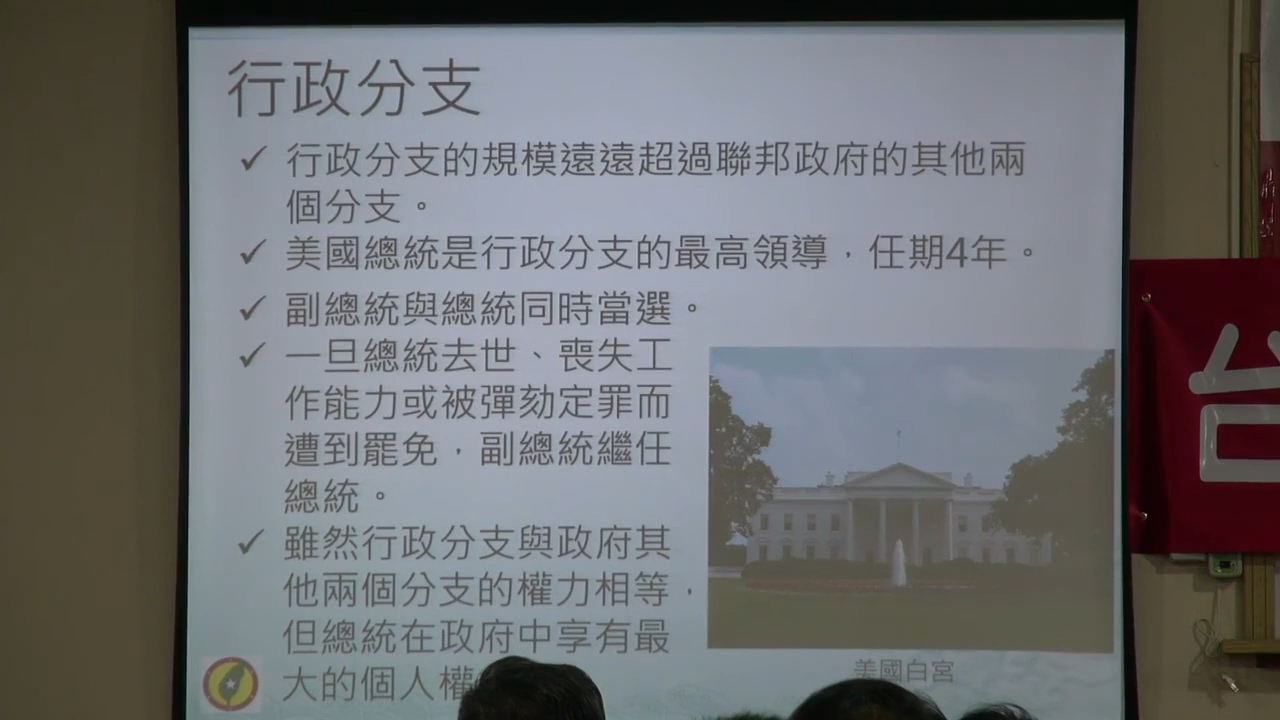 行政分支
✓ 行政分支的規模遠遠超過聯邦政府的其他兩
個分支。
✓ 美國總統是行政分支的最高領導，任期4年。
✓ 副總統與總統同時當選。
✓ 一旦總統去世、喪失工
作能力或被彈劾定罪而
遭到罷免，副總統繼任
總統。
✓ 雖然行政分支與政府其
他兩個分支的權力相等，
但總統在政府中享有最
大的個人權
美國白宮
台